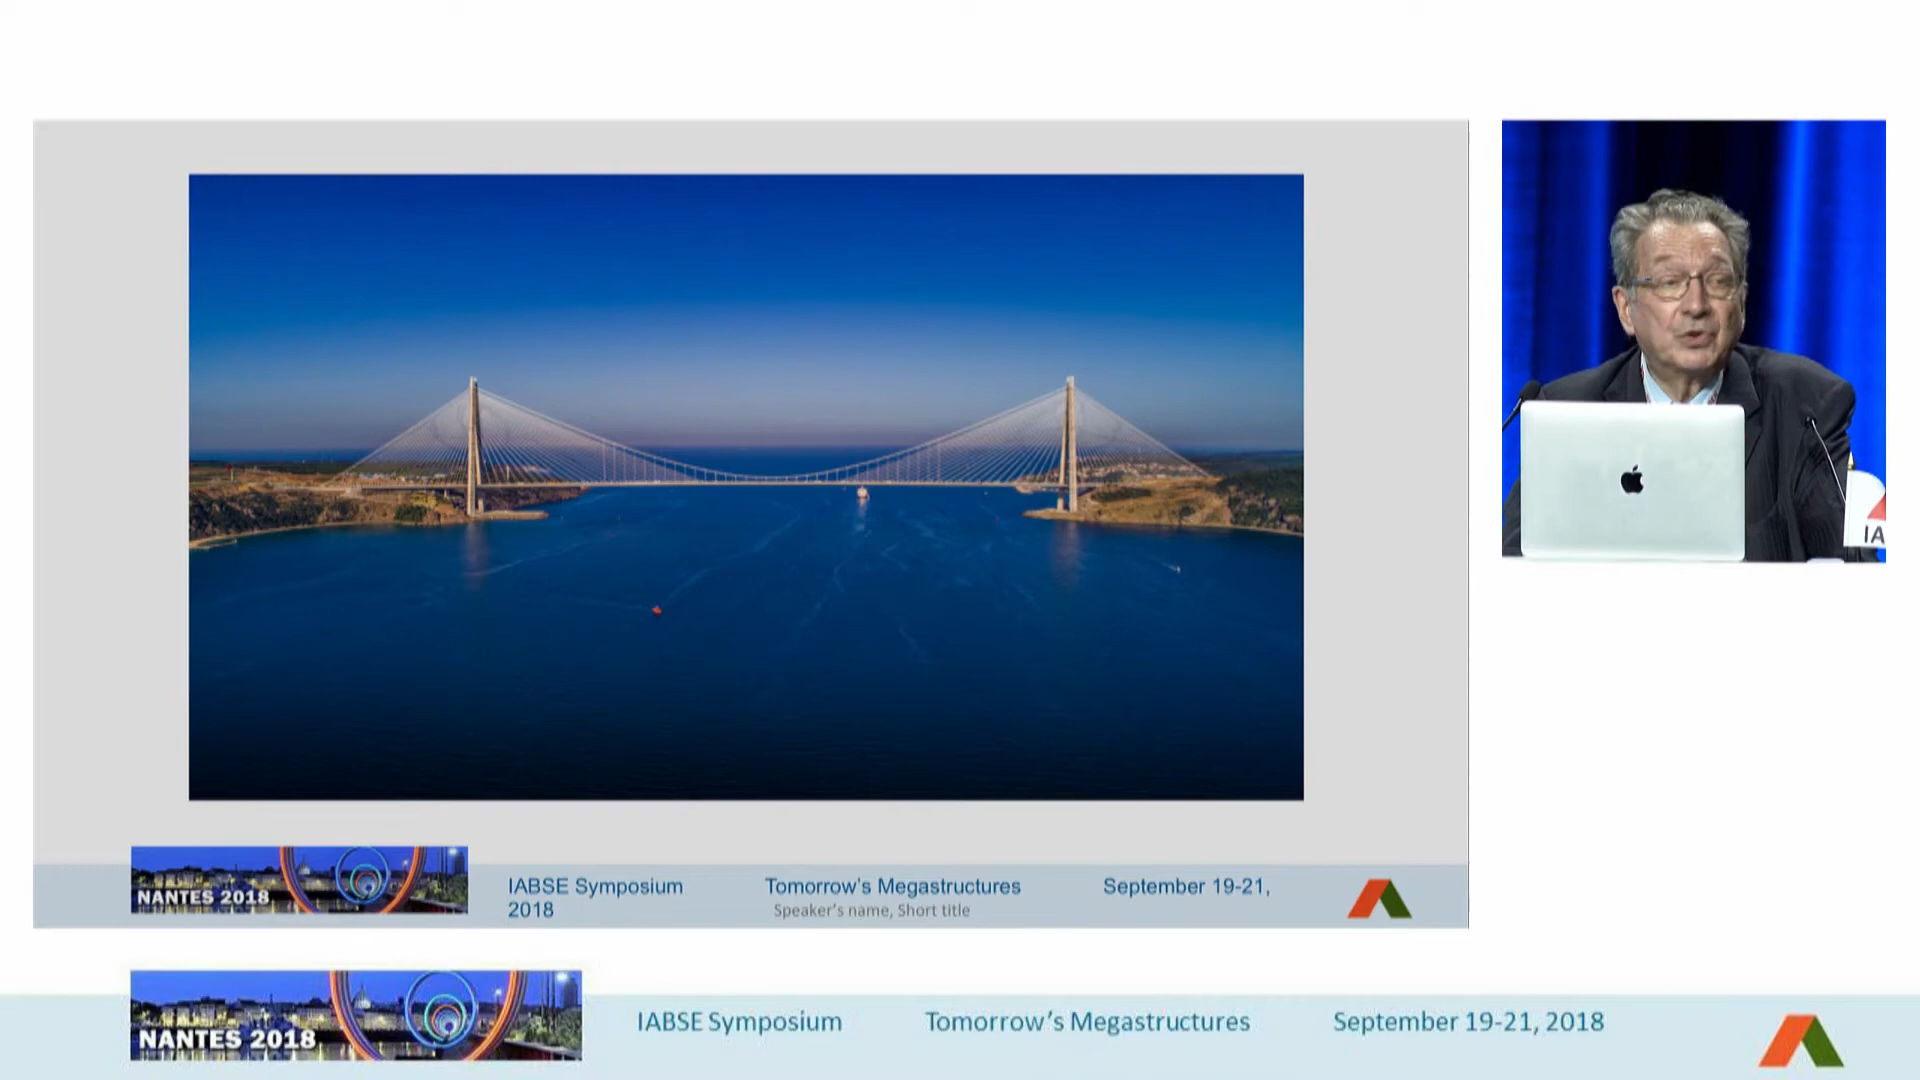 NANTES 2018
IABSE Symposium Tomorrow's Megastructures September 19-21,
2018
Speaker's name, Short title
IA
NANTES 2018
IABSE Symposium Tomorrow's Megastructures September 19-21, 2018